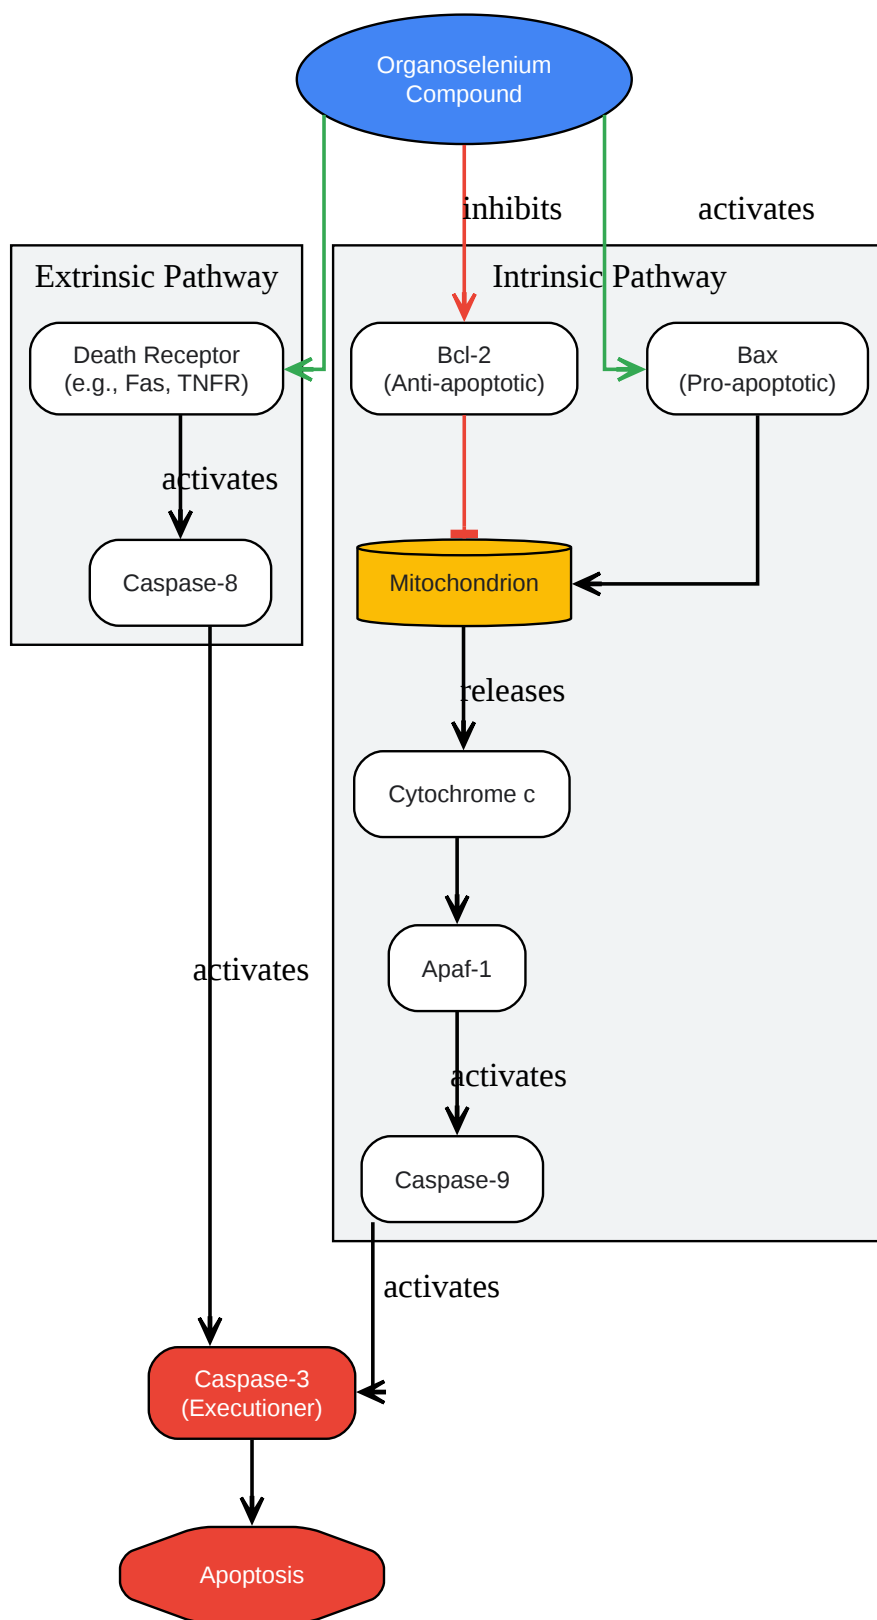 Organoselenium
Compound
inhibits
activates
Extrinsic Pathway
Intrinsic Pathway
Death Receptor
(e.g., Fas, TNFR)
Bcl-2
(Anti-apoptotic)
Bax
(Pro-apoptotic)
activates
Caspase-8
Mitochondrion
releases
Cytochrome c
activates
Apaf-1
activates
Caspase-9
activates
Caspase-3
(Executioner)
Apoptosis